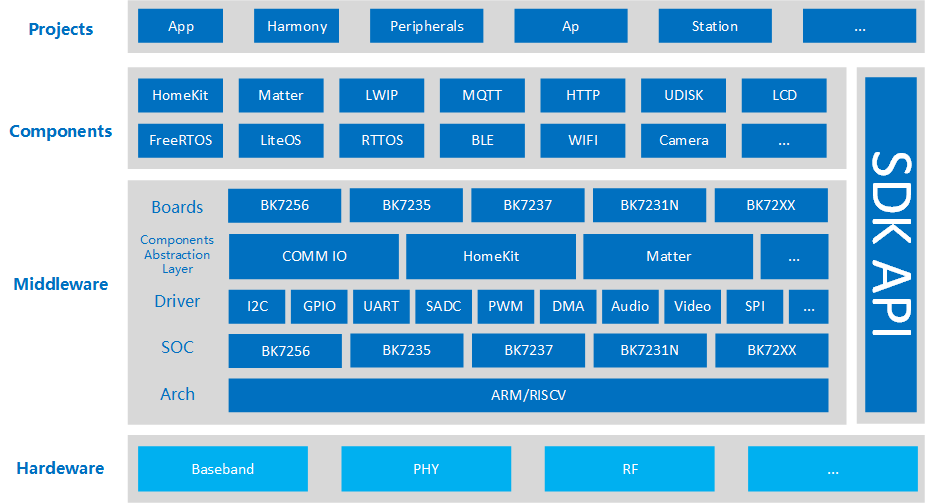 Projects
App
Harmony
Peripherals
Ap
Station
...
Components
HomeKit
Matter
LWIP
MQTT
HTTP
UDISK
LCD
FreeRTOS
LiteOS
RTTOS
BLE
WIFI
Camera
...
SDK API
Middleware
Boards
BK7256
BK7235
BK7237
BK7231N
BK72XX
Components
Abstraction
Layer
COMM IO
HomeKit
Matter
...
Driver
I2C
GPIO
UART
SADC
PWM
DMA
Audio
Video
SPI
...
SOC
BK7256
BK7235
BK7237
BK7231N
BK72XX
Arch
ARM/RISCV
Hardware
Baseband
PHY
RF
...